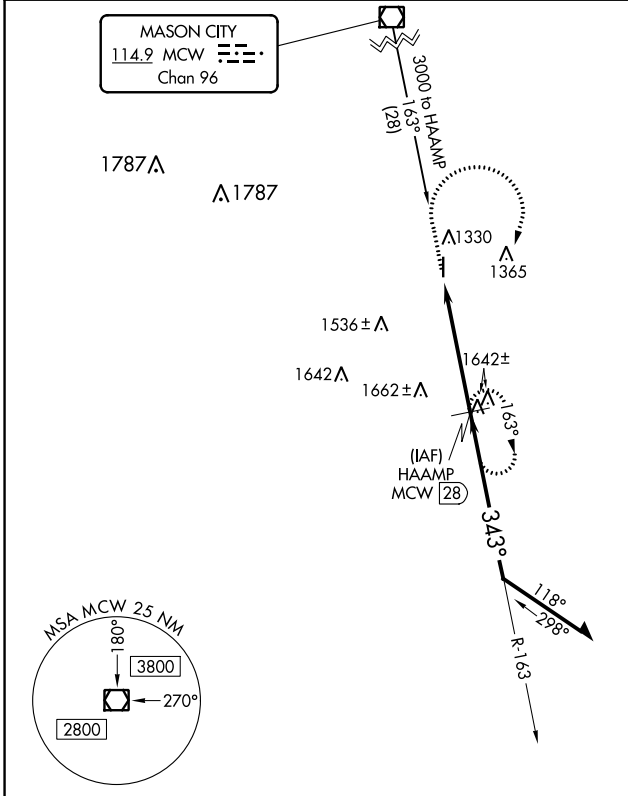 MASON CITY
114.9 MCW
Chan 96
3000 to HAAMP
163°
(28)
1787
1787
1330
1365
1536 ±
1642 ±
1642
1662 ±
163°
(IAF)
HAAMP
MCW 28
343°
118°
298°
R-163
MSA MCW 25 NM
180°
3800
270°
2800